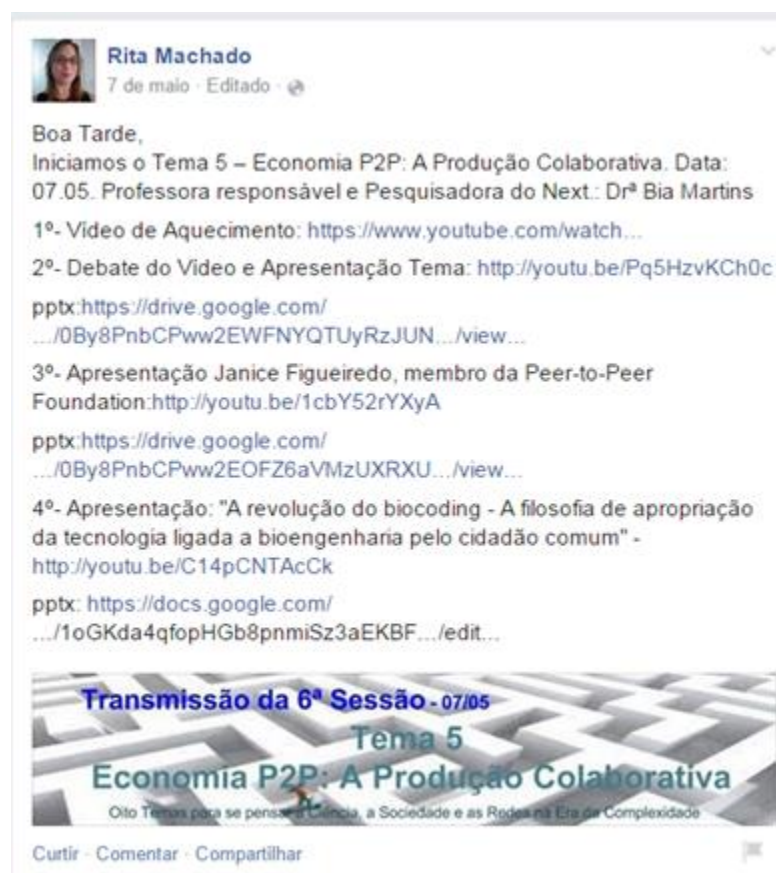 Rita Machado
7 de maio · Editado ·
Boa Tarde,
Iniciamos o Tema 5 – Economia P2P: A Produção Colaborativa. Data:
07.05. Professora responsável e Pesquisadora do Next.: Drª Bia Martins
1º- Vídeo de Aquecimento: https://www.youtube.com/watch...
2º- Debate do Vídeo e Apresentação Tema: http://youtu.be/Pq5HzvKCh0c
pptx:https://drive.google.com/
.../0By8PnbCPww2EWFNYQTUyRzJUN.../view...
3º- Apresentação Janice Figueiredo, membro da Peer-to-Peer
Foundation:http://youtu.be/1cbY52rYXyA
pptx:https://drive.google.com/
.../0By8PnbCPww2EOFZ6aVMzUXRXU.../view...
4º- Apresentação: "A revolução do biocoding - A filosofia de apropriação
da tecnologia ligada a bioengenharia pelo cidadão comum" -
http://youtu.be/C14pCNTAcCk
pptx: https://docs.google.com/
.../1oGKda4qfopHGb8pnmiSz3aEKBF.../edit...
Transmissão da 6ª Sessão - 07/05
Tema 5
Economia P2P: A Produção Colaborativa
Oito Temas para se pensar a Ciência, a Sociedade e as Redes na Era da Complexidade
Curtir · Comentar · Compartilhar